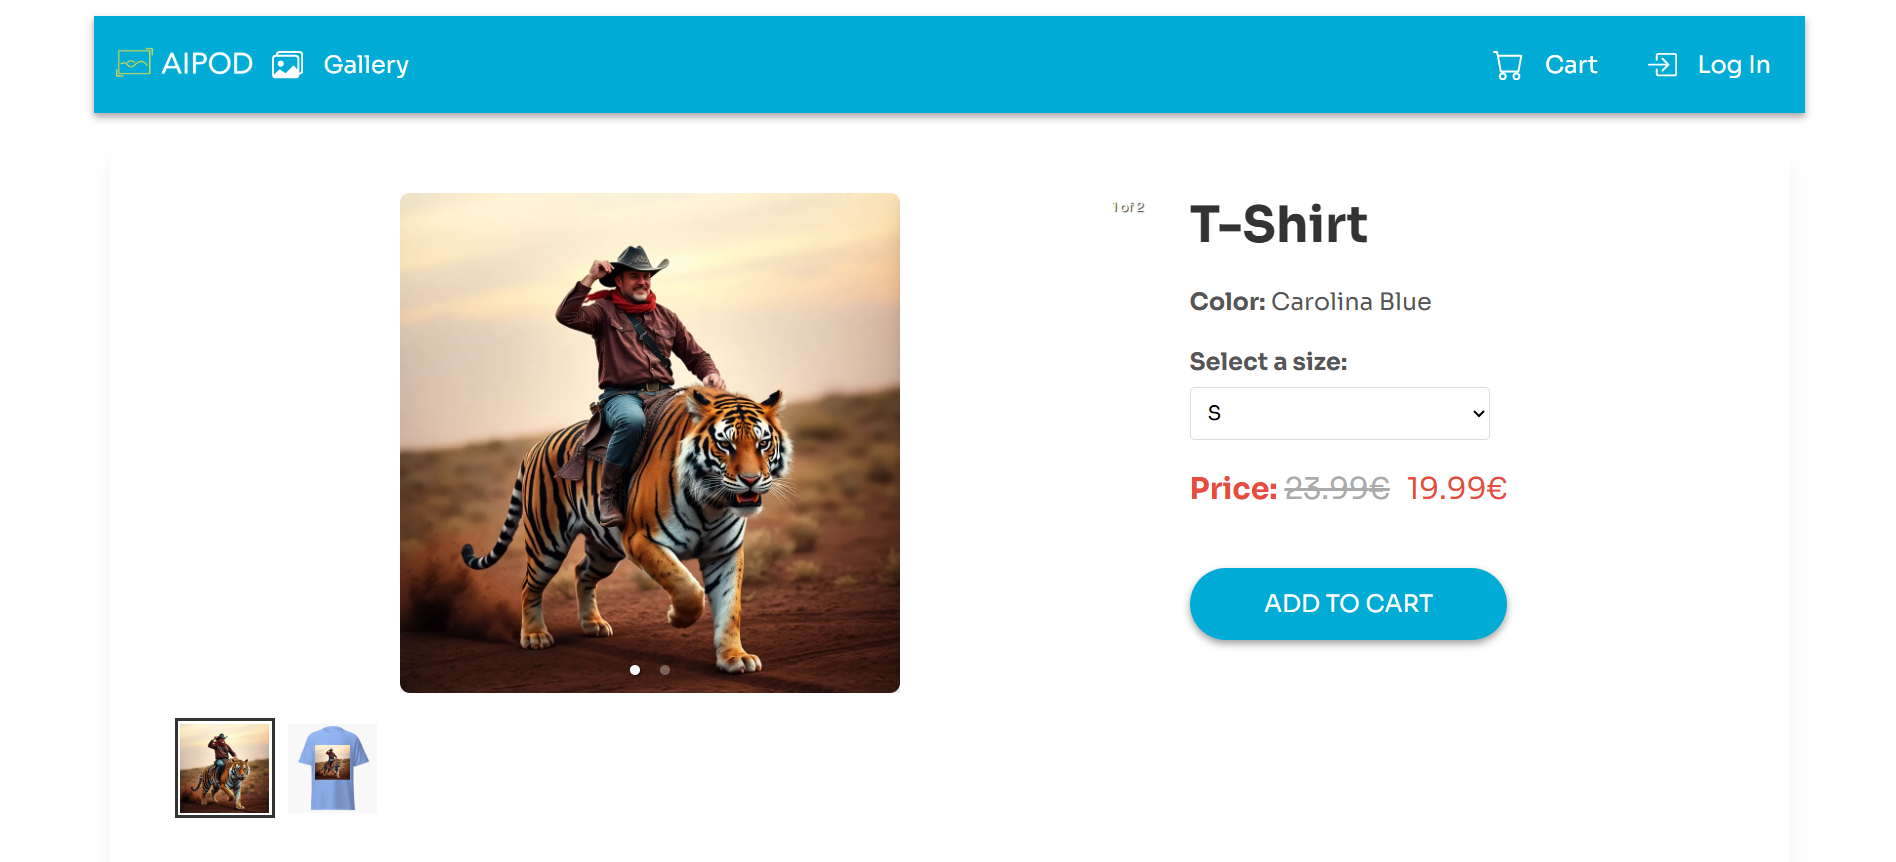 AIPOD
Gallery
Cart
Log In
1 of 2
T-Shirt
Color: Carolina Blue
Select a size:
S
Price: 23.99€ 19.99€
ADD TO CART